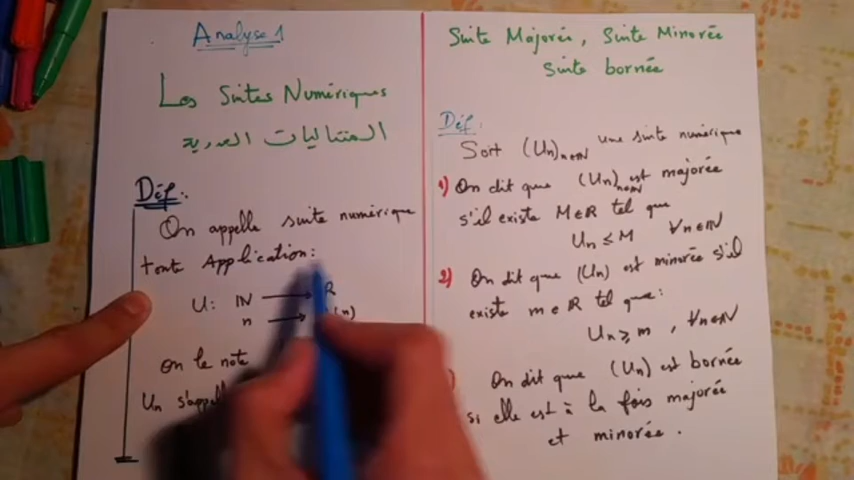 Analyse 1
Les Suites Numériques
المتتاليات العددية
Déf:
On appelle suite numérique
toute Application:
U: IN → R
n → (n)
on le note
Un s'appel
Suite Majorée, Suite Minorée
Suite bornée
Déf:
Soit (Un)n∈IN une suite numérique
1) On dit que (Un)n∈IN est majorée
s'il existe M∈R tel que
Un ≤ M ∀n∈IN
2) On dit que (Un) est minorée s'il
existe m∈R tel que:
Un ≥ m , ∀n∈IN
) On dit que (Un) est bornée
si elle est à la fois majorée
et minorée.